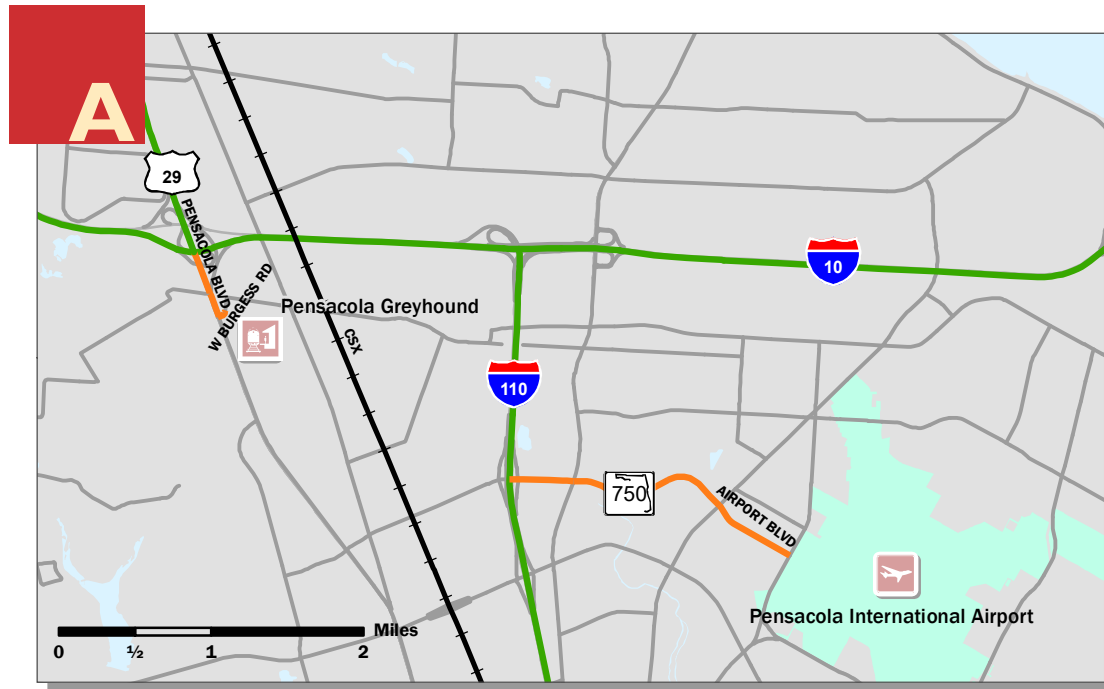 A
29
PENSACOLA BLVD
W BURGESS RD
Pensacola Greyhound
CSX
10
110
750
AIRPORT BLVD
Pensacola International Airport
Miles
0 ½ 1 2